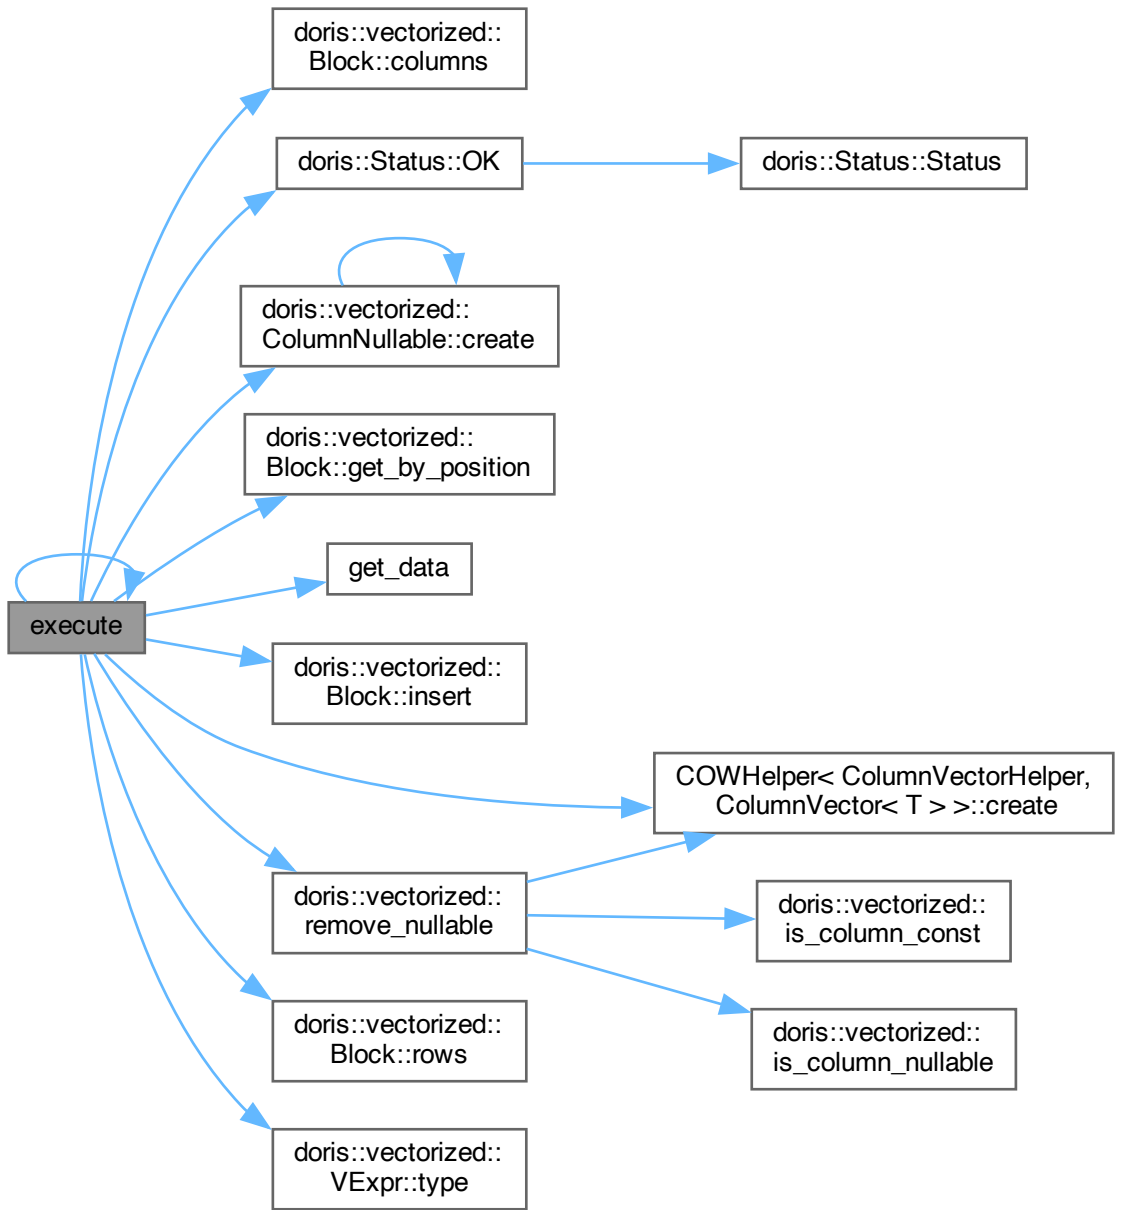 doris::vectorized::
Block::columns
doris::Status::OK
doris::Status::Status
doris::vectorized::
ColumnNullable::create
doris::vectorized::
Block::get_by_position
get_data
execute
doris::vectorized::
Block::insert
COWHelper< ColumnVectorHelper,
ColumnVector< T > >::create
doris::vectorized::
remove_nullable
doris::vectorized::
is_column_const
doris::vectorized::
Block::rows
doris::vectorized::
is_column_nullable
doris::vectorized::
VExpr::type